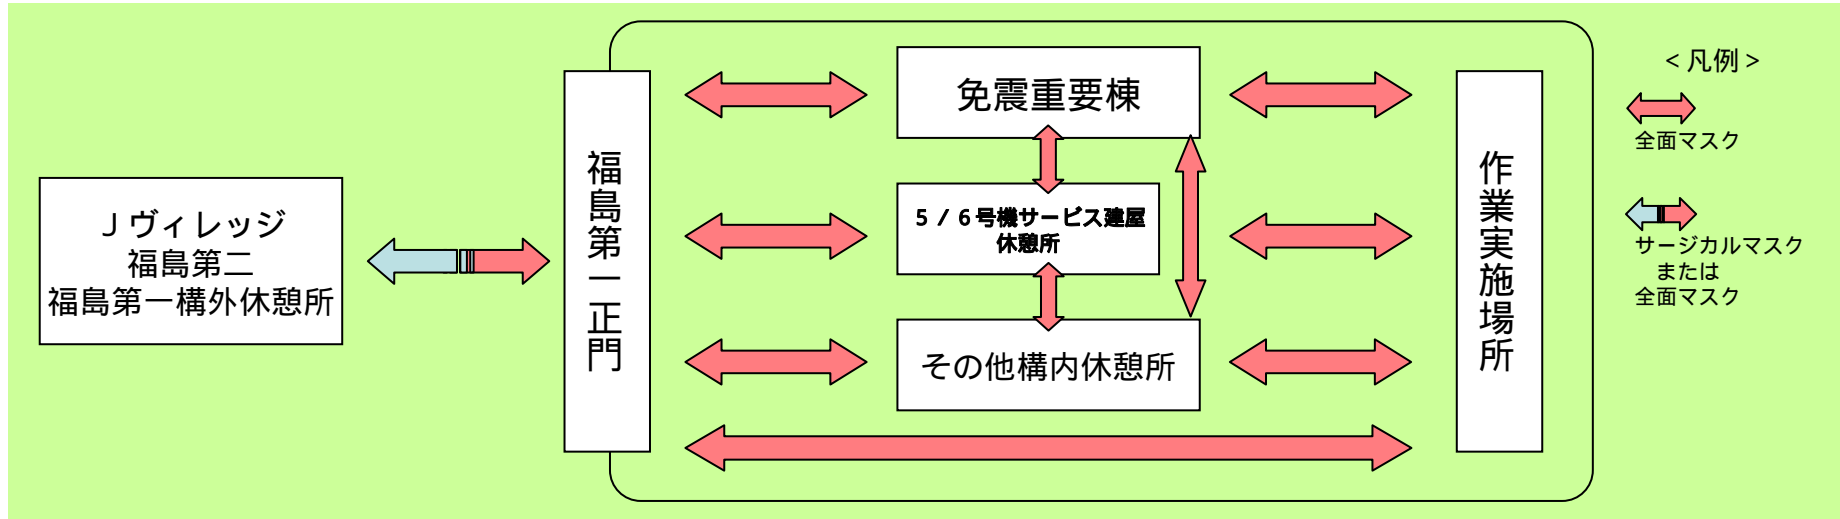 Ｊヴィレッジ
福島第二
福島第一構外休憩所
福島第一正門
免震重要棟
５／６号機サービス建屋
休憩所
その他構内休憩所
作業実施場所
＜凡例＞
全面マスク
サージカルマスク
または
全面マスク